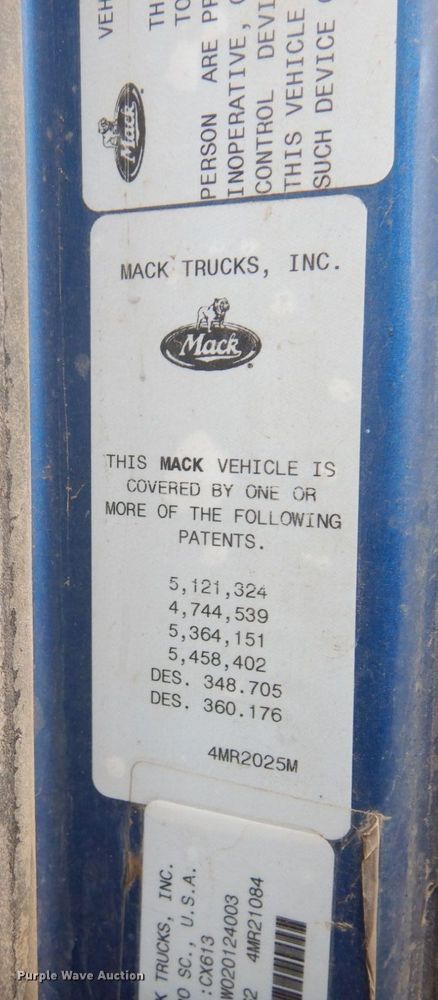 VEH
TH
TO
PERSON ARE PR
INOPERATIVE,
CONTROL DEVI
THIS VEHICLE
SUCH DEVICE
Mack
MACK TRUCKS, INC.
Mack
THIS MACK VEHICLE IS
COVERED BY ONE OR
MORE OF THE FOLLOWING
PATENTS.
5,121,324
4,744,539
5,364,151
5,458,402
DES. 348.705
DES. 360.176
4MR2025M
K TRUCKS, INC.
O SC., U.S.A.
:CX613
WO20124003
4MR21084
Purple Wave Auction